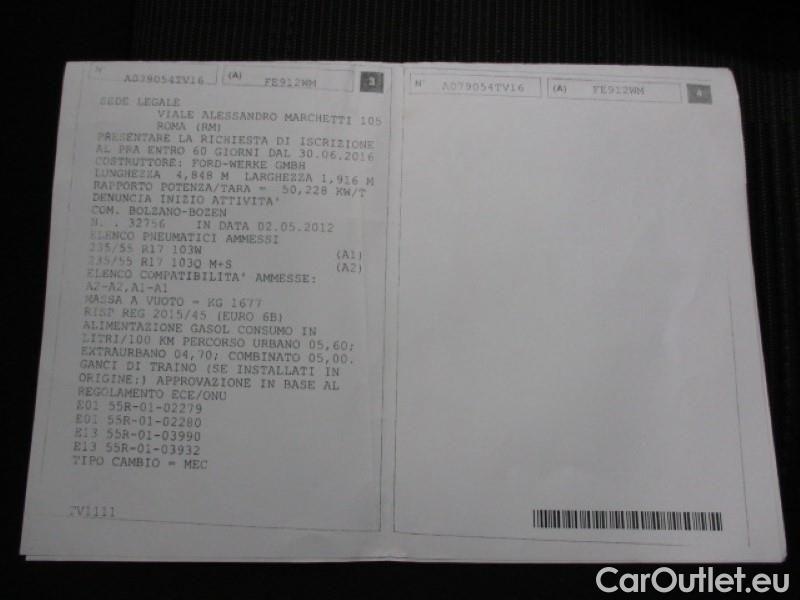 N° A079054TV16 (A) FE912WM 3
SEDE LEGALE
VIALE ALESSANDRO MARCHETTI 105
ROMA (RM)
PRESENTARE LA RICHIESTA DI ISCRIZIONE
AL PRA ENTRO 60 GIORNI DAL 30.06.2016
COSTRUTTORE: FORD-WERKE GMBH
LUNGHEZZA 4,848 M LARGHEZZA 1,916 M
RAPPORTO POTENZA/TARA = 50,228 KW/T
DENUNCIA INIZIO ATTIVITA'
COM. BOLZANO-BOZEN
N. . 32756 IN DATA 02.05.2012
ELENCO PNEUMATICI AMMESSI
235/55 R17 103W (A1)
235/55 R17 103Q M+S (A2)
ELENCO COMPATIBILITA' AMMESSE:
A2-A2,A1-A1
MASSA A VUOTO = KG 1677
RISP REG 2015/45 (EURO 6B)
ALIMENTAZIONE GASOL CONSUMO IN
LITRI/100 KM PERCORSO URBANO 05,60;
EXTRAURBANO 04,70; COMBINATO 05,00.
GANCI DI TRAINO (SE INSTALLATI IN
ORIGINE:) APPROVAZIONE IN BASE AL
REGOLAMENTO ECE/ONU
E01 55R-01-02279
E01 55R-01-02280
E13 55R-01-03990
E13 55R-01-03932
TIPO CAMBIO = MEC
TV1111
N° A079054TV16 (A) FE912WM 4
CarOutlet.eu